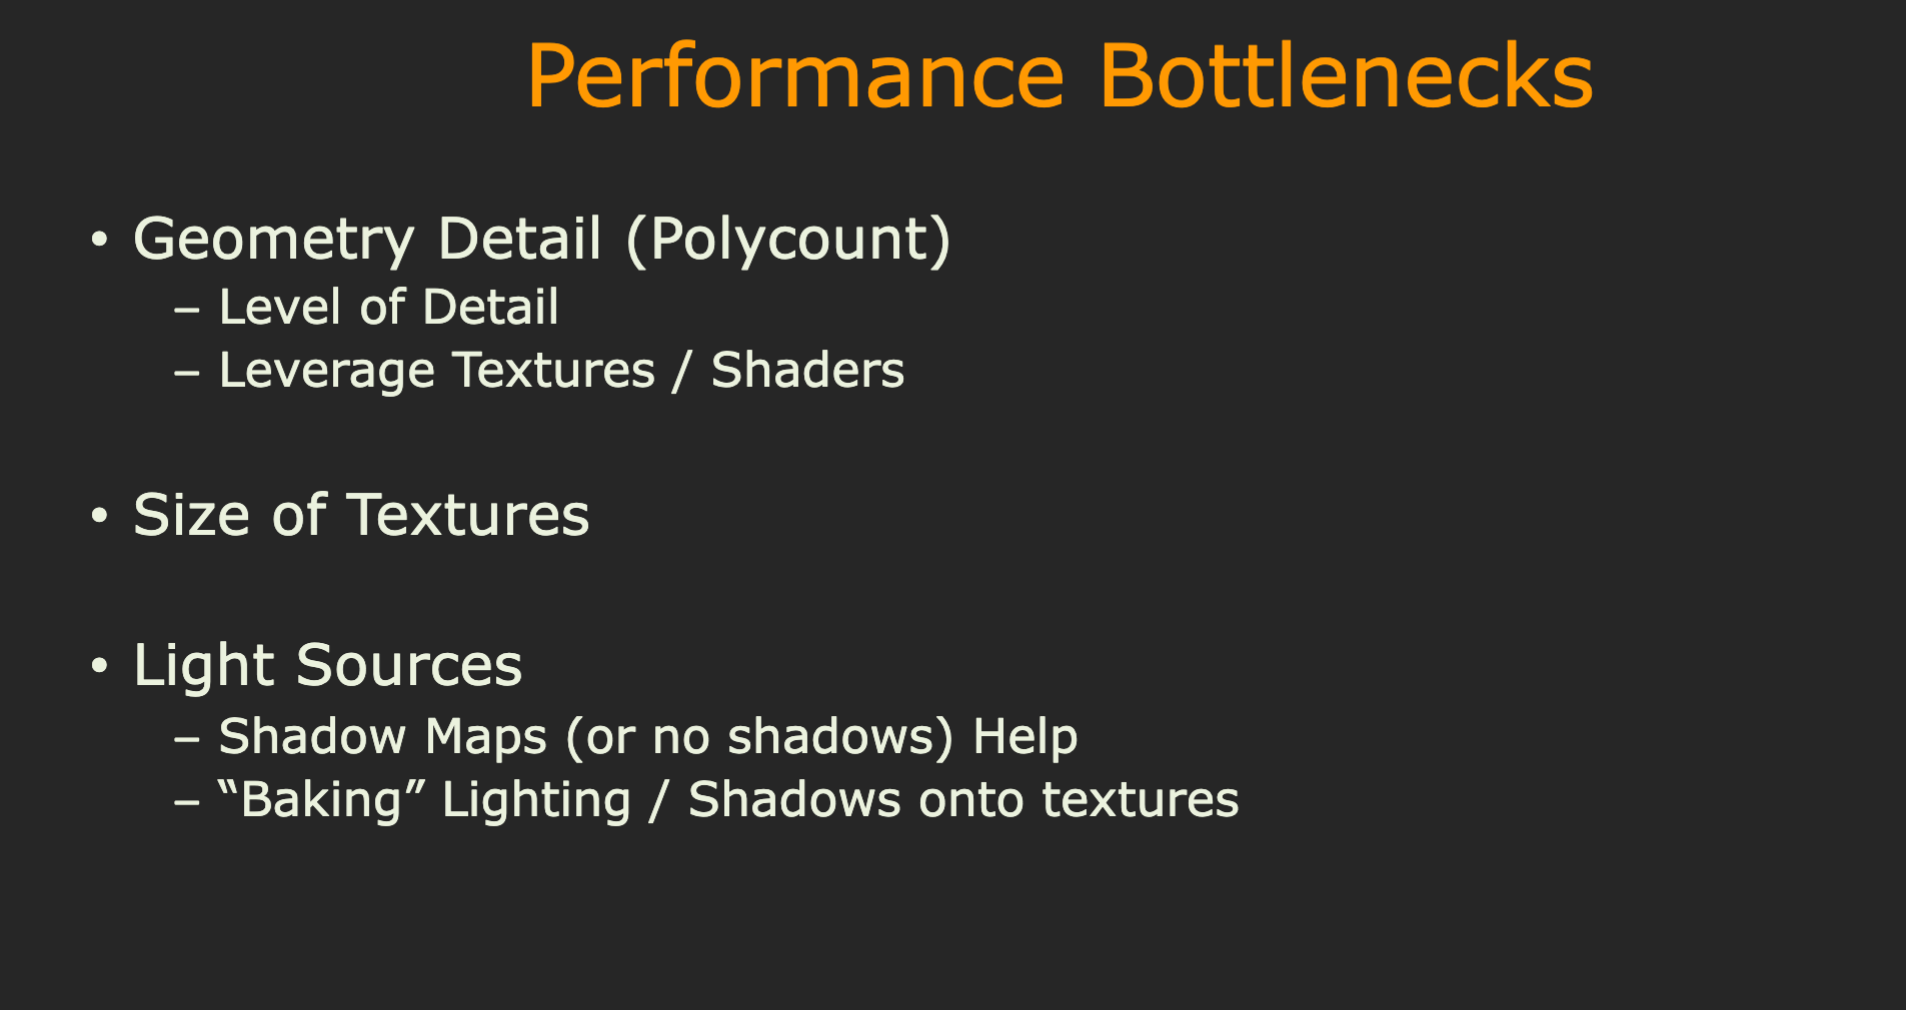 Performance Bottlenecks
• Geometry Detail (Polycount)
– Level of Detail
– Leverage Textures / Shaders
• Size of Textures
• Light Sources
– Shadow Maps (or no shadows) Help
– “Baking” Lighting / Shadows onto textures